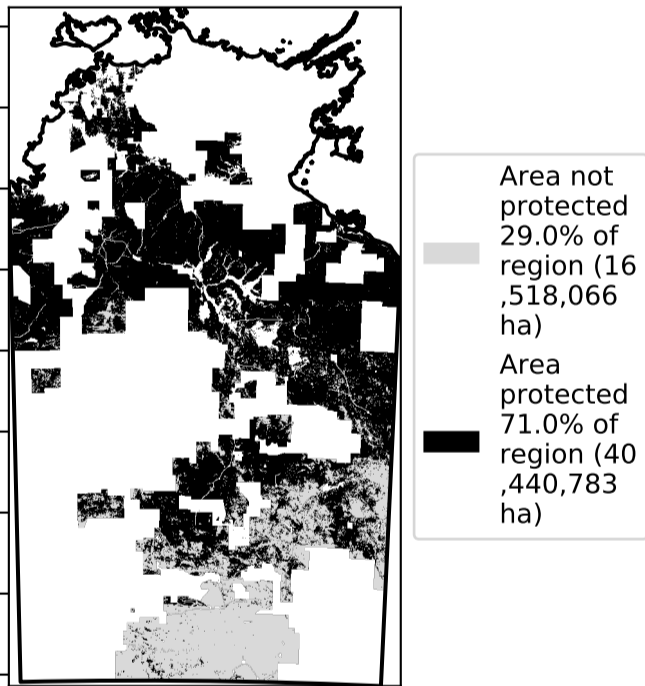 Area not
protected
29.0% of
region (16
,518,066
ha)
Area
protected
71.0% of
region (40
,440,783
ha)